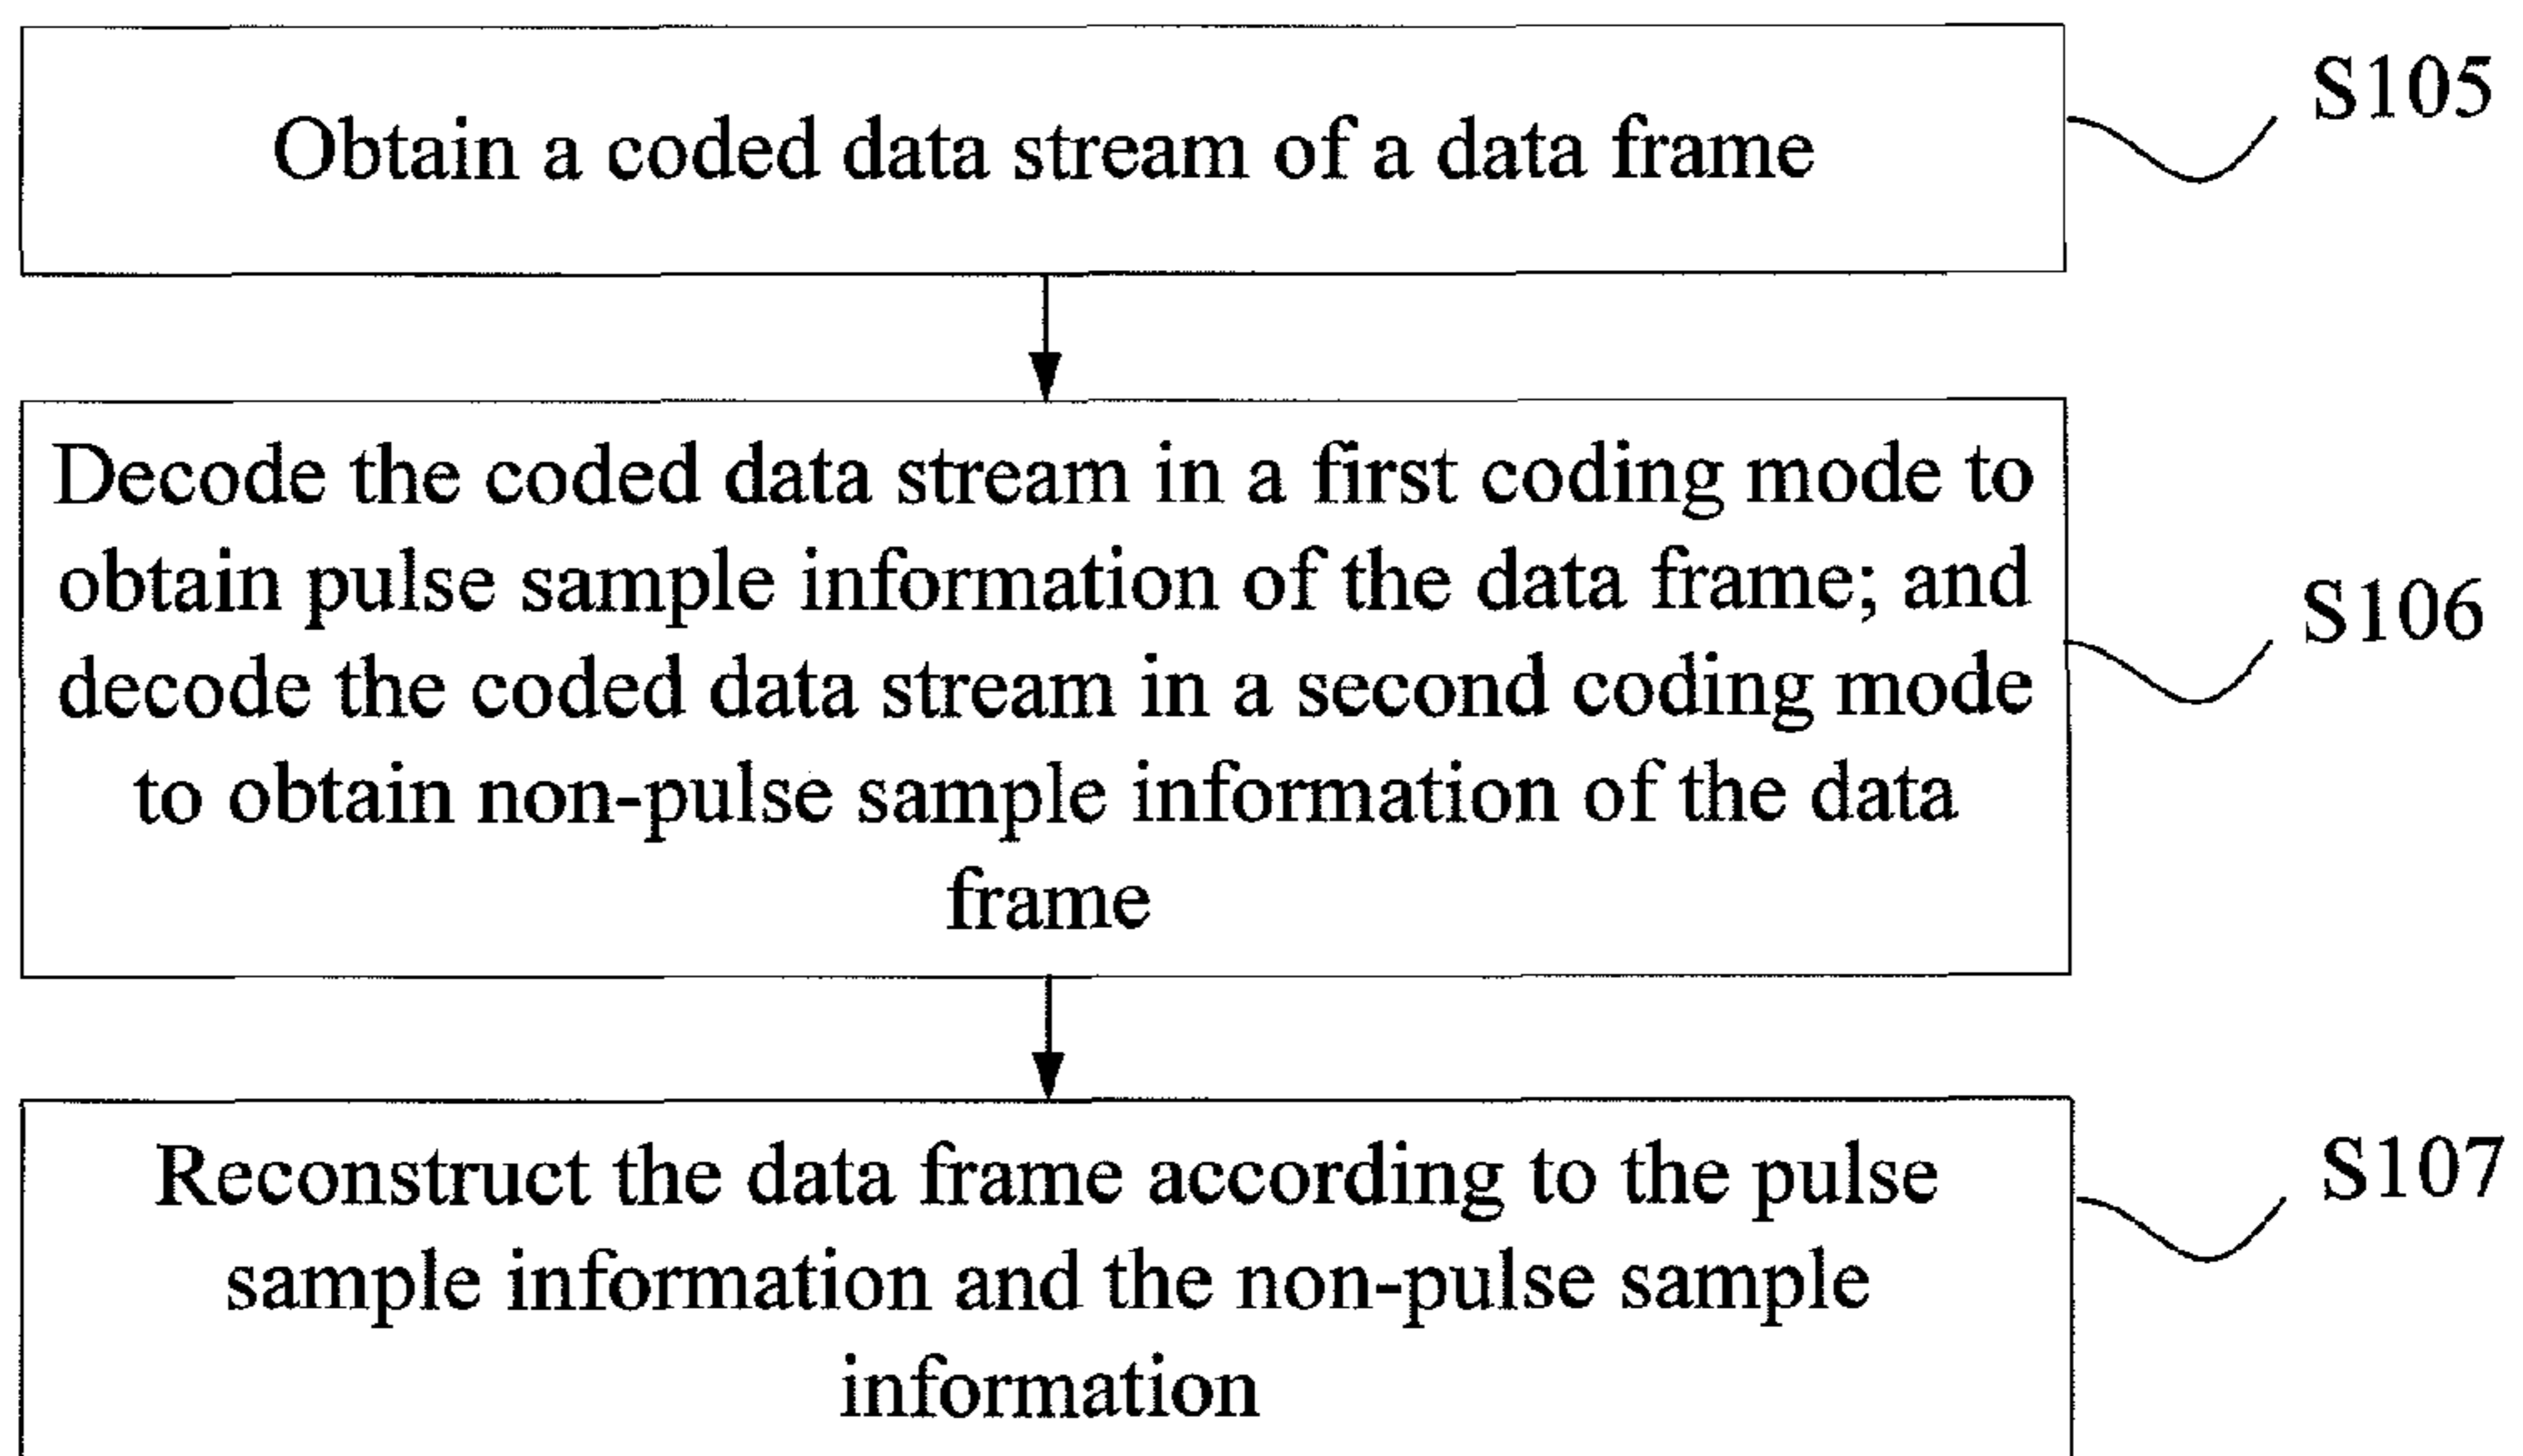 Obtain a coded data stream of a data frame
S105
Decode the coded data stream in a first coding mode to
obtain pulse sample information of the data frame; and
decode the coded data stream in a second coding mode
to obtain non-pulse sample information of the data
frame
S106
Reconstruct the data frame according to the pulse
sample information and the non-pulse sample
information
S107